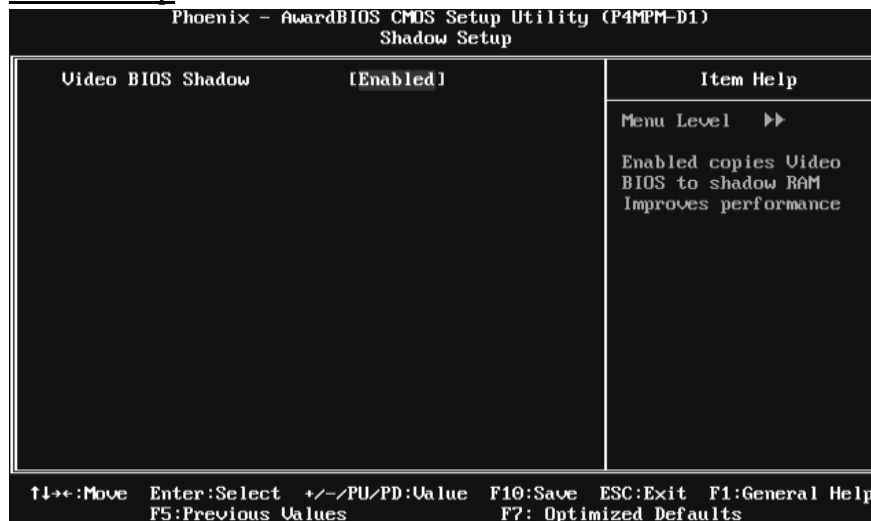 Phoenix - AwardBIOS CMOS Setup Utility (P4MPM-D1)
Shadow Setup
Video BIOS Shadow [Enabled]
Item Help
Menu Level ▶▶
Enabled copies Video
BIOS to shadow RAM
Improves performance
↑↓→←:Move Enter:Select +/-/PU/PD:Value F10:Save ESC:Exit F1:General Help
F5:Previous Values F7: Optimized Defaults